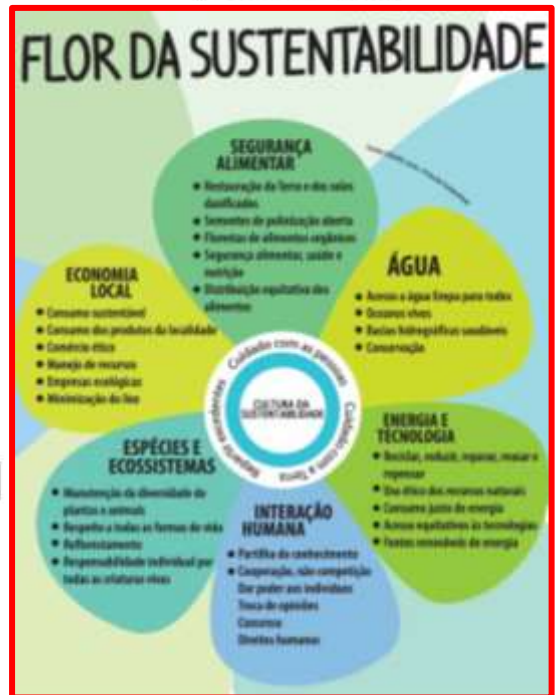 FLOR DA SUSTENTABILIDADE
SEGURANÇA
ALIMENTAR
• Restauração da Terra e dos solos
danificados
• Sementes de polinização aberta
• Florestas de alimentos orgânicos
• Segurança alimentar, saúde e
nutrição
• Distribuição equitativa dos
alimentos
ÁGUA
• Acesso a água limpa para todos
• Oceanos vivos
• Bacias hidrográficas saudáveis
• Conservação
ECONOMIA
LOCAL
• Consumo sustentável
• Consumo dos produtos da localidade
• Comércio ético
• Manejo de recursos
• Empresas ecológicas
• Minimização do lixo
Cuidado com as pessoas
Cuidado com a Terra
Repartir excedentes
CULTURA DA
SUSTENTABILIDADE
ENERGIA E
TECNOLOGIA
• Reciclar, reduzir, reparar, reusar e
repensar
• Uso ético dos recursos naturais
• Consumo justo de energia
• Acesso equitativos às tecnologias
• Fontes renováveis de energia
ESPÉCIES E
ECOSSISTEMAS
• Manutenção da diversidade de
plantas e animais
• Respeito a todas as formas de vida
• Reflorestamento
• Responsabilidade individual por
todas as criaturas vivas
INTERAÇÃO
HUMANA
• Partilha do conhecimento
• Cooperação, não competição
Dar poder aos indivíduos
Troca de opiniões
Consenso
Direitos humanos